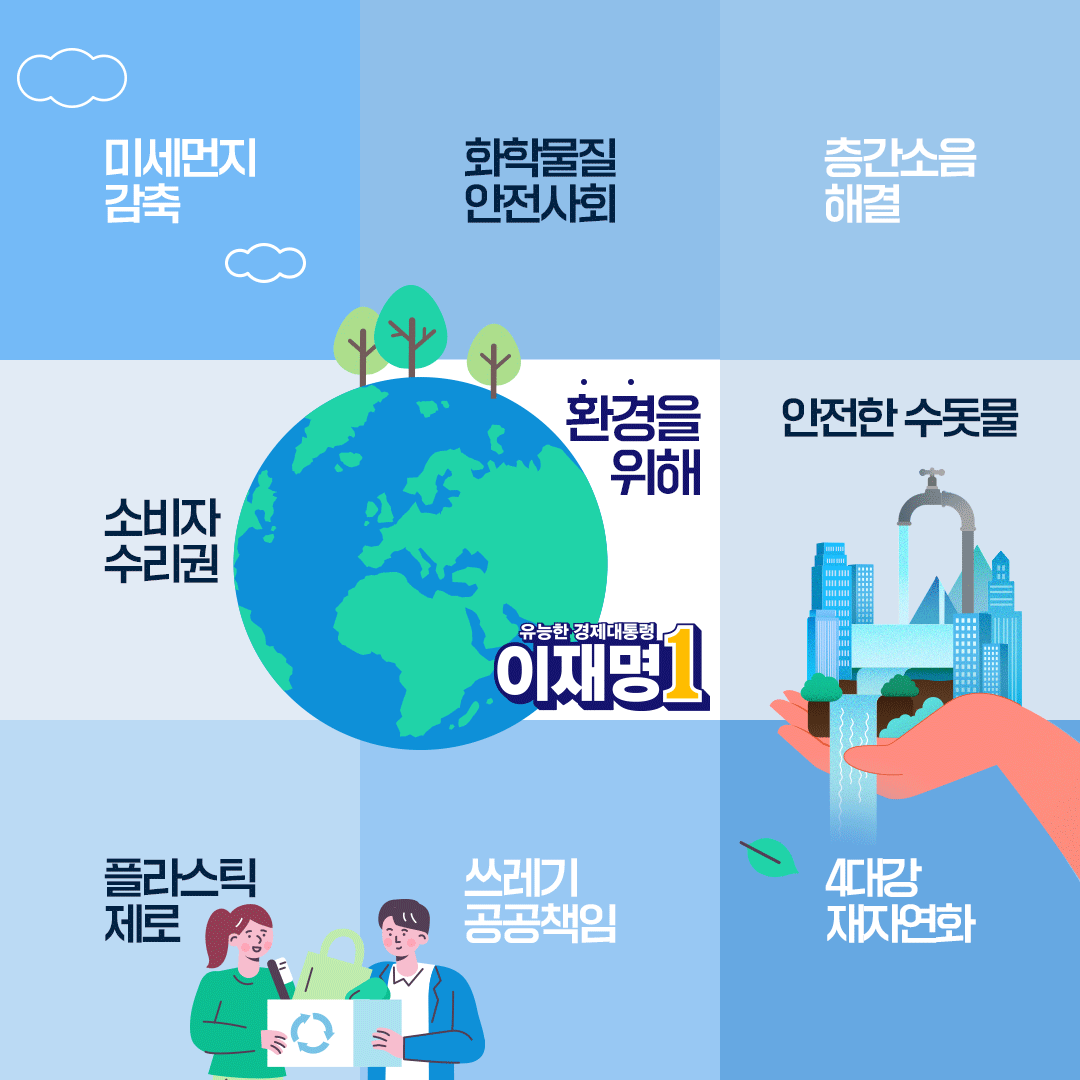 미세먼지
감축
화학물질
안전사회
층간소음
해결
소비자
수리권
환경을
위해
유능한 경제대통령
이재명1
안전한 수돗물
플라스틱
제로
쓰레기
공공책임
4대강
재자연화